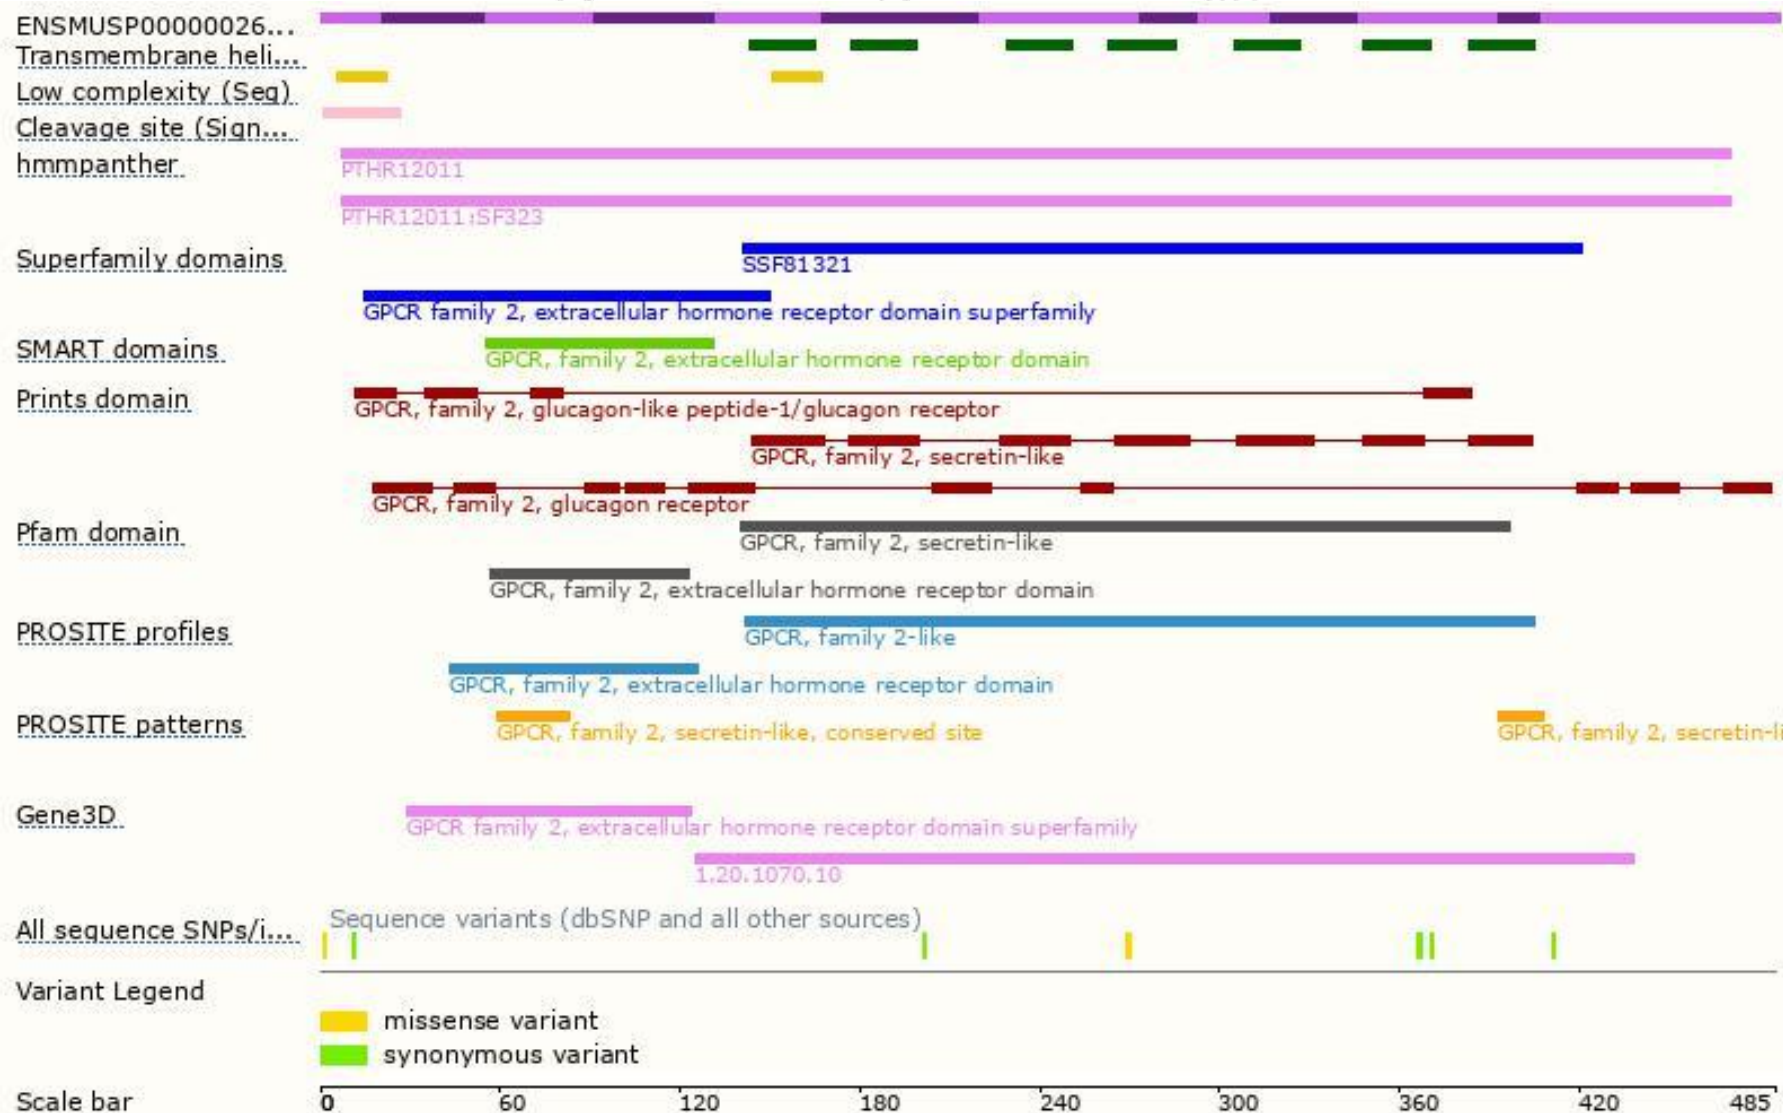 ENSMUSP00000026...
Transmembrane heli...
Low complexity (Seg)
Cleavage site (Sign...
hmmpanther
PTHR12011
PTHR12011:SF323
Superfamily domains
SSF81321
GPCR family 2, extracellular hormone receptor domain superfamily
SMART domains
GPCR, family 2, extracellular hormone receptor domain
Prints domain
GPCR, family 2, glucagon-like peptide-1/glucagon receptor
GPCR, family 2, secretin-like
GPCR, family 2, glucagon receptor
Pfam domain
GPCR, family 2, secretin-like
GPCR, family 2, extracellular hormone receptor domain
PROSITE profiles
GPCR, family 2-like
GPCR, family 2, extracellular hormone receptor domain
PROSITE patterns
GPCR, family 2, secretin-like, conserved site
GPCR, family 2, secretin-li
Gene3D
GPCR family 2, extracellular hormone receptor domain superfamily
1.20.1070.10
All sequence SNPs/i...
Sequence variants (dbSNP and all other sources)
Variant Legend
missense variant
synonymous variant
Scale bar
0 60 120 180 240 300 360 420 485